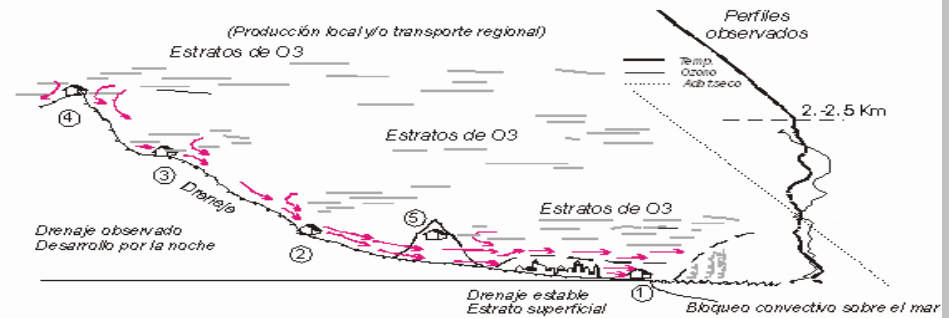 (Producción local y/o transporte regional)
Estratos de O3
Perfiles
observados
Temp.
Ozono
Adbt.seco
2.-2.5 Km
4
Estratos de O3
3
Drenaje
5
Estratos de O3
Drenaje observado
Desarrollo por la noche
2
1
Drenaje estable
Estrato superficial
Bloqueo convectivo sobre el mar